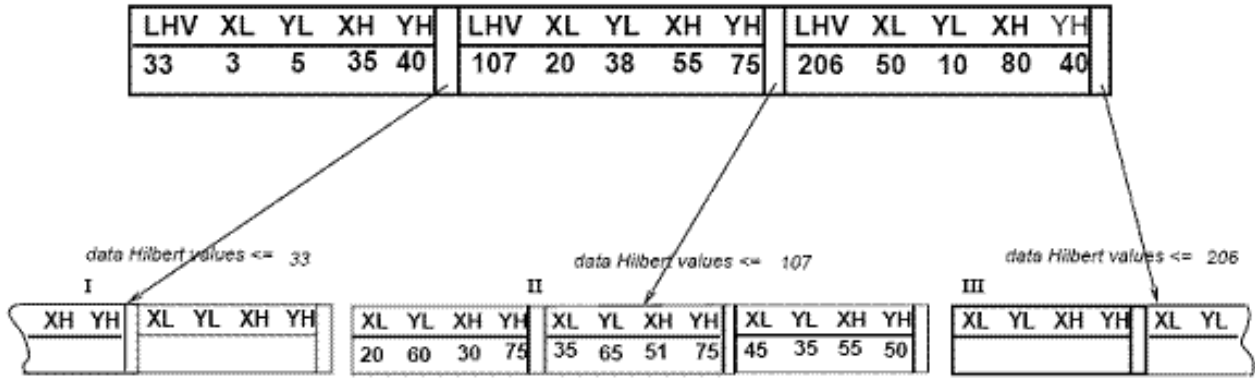 LHV XL YL XH YH LHV XL YL XH YH LHV XL YL XH YH
33 3 5 35 40 107 20 38 55 75 206 50 10 80 40
data Hilbert values <= 33
data Hilbert values <= 107
data Hilbert values <= 206
I II III
XH YH XL YL XH YH XL YL XH YH XL YL XH YH XL YL XH YH XL YL XH YH XL YL
20 60 30 75 35 65 51 75 45 35 55 50